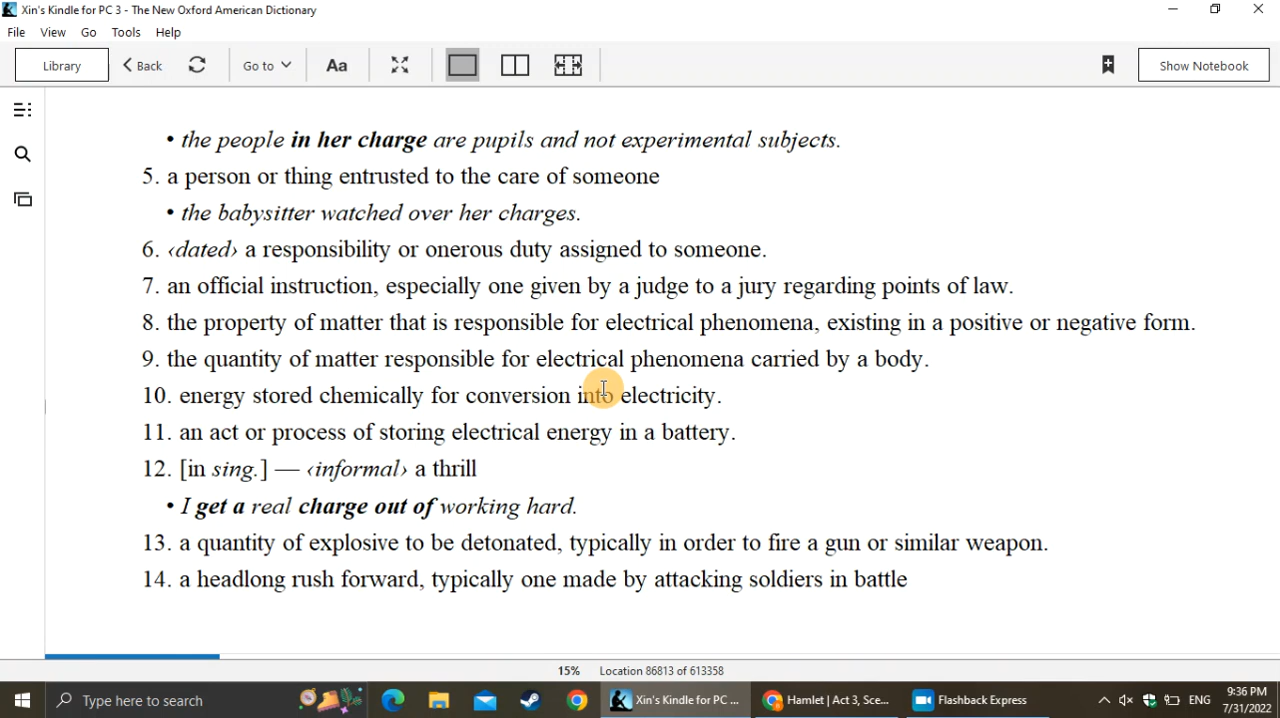 Xin's Kindle for PC 3 - The New Oxford American Dictionary
File View Go Tools Help
Library Back Go to Aa Show Notebook
• the people in her charge are pupils and not experimental subjects.
5. a person or thing entrusted to the care of someone
• the babysitter watched over her charges.
6. ‹dated› a responsibility or onerous duty assigned to someone.
7. an official instruction, especially one given by a judge to a jury regarding points of law.
8. the property of matter that is responsible for electrical phenomena, existing in a positive or negative form.
9. the quantity of matter responsible for electrical phenomena carried by a body.
10. energy stored chemically for conversion into electricity.
11. an act or process of storing electrical energy in a battery.
12. [in sing.] — ‹informal› a thrill
• I get a real charge out of working hard.
13. a quantity of explosive to be detonated, typically in order to fire a gun or similar weapon.
14. a headlong rush forward, typically one made by attacking soldiers in battle
15% Location 86813 of 613358
Type here to search Xin's Kindle for PC ... Hamlet | Act 3, Sce... Flashback Express ENG 9:36 PM
7/31/2022